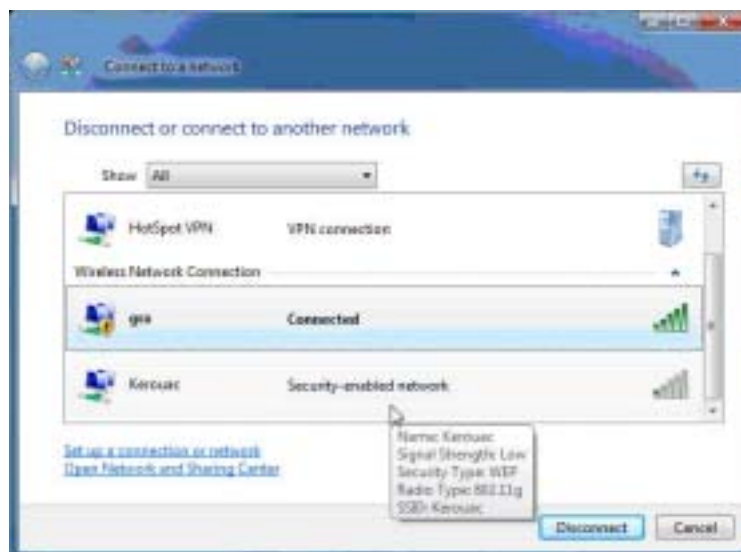 Connect to a network
Disconnect or connect to another network
Show All
HotSpot VPN VPN connection
Wireless Network Connection
Connected
Kerouac Security-enabled network
Name: Kerouac
Signal Strength: Low
Security Type: WEP
Radio Type: 802.11g
SSID: Kerouac
Set up a connection or network
Open Network and Sharing Center
Disconnect Cancel